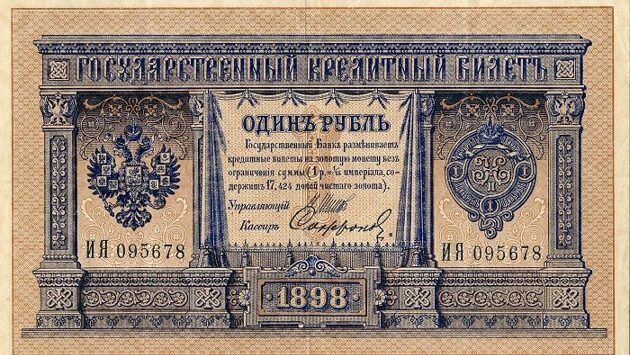 ГОСУДАРСТВЕННЫЙ КРЕДИТНЫЙ БИЛЕТЪ
ОДИНЪ РУБЛЬ
Государственный Банкъ размѣниваетъ
кредитные билеты на золотую монету безъ
ограниченія суммы (1 р.= 1/15 имперіала, со-
держитъ 17,424 долей чистаго золота).
Управляющій
Кассиръ
ИЯ 095678
ИЯ 095678
1898